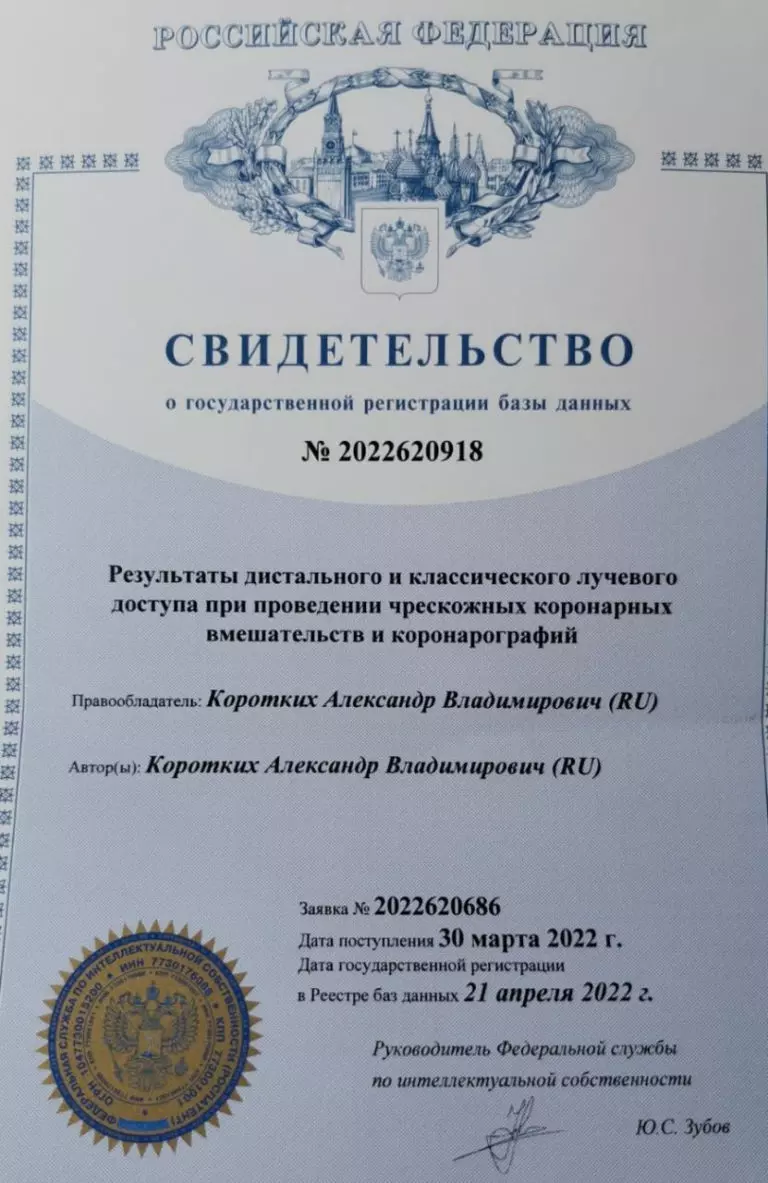 РОССИЙСКАЯ ФЕДЕРАЦИЯ
СВИДЕТЕЛЬСТВО
о государственной регистрации базы данных
№ 2022620918
Результаты дистального и классического лучевого
доступа при проведении чрескожных коронарных
вмешательств и коронарографий
Правообладатель: Коротких Александр Владимирович (RU)
Автор(ы): Коротких Александр Владимирович (RU)
Заявка № 2022620686
Дата поступления 30 марта 2022 г.
Дата государственной регистрации
в Реестре баз данных 21 апреля 2022 г.
Руководитель Федеральной службы
по интеллектуальной собственности
Ю.С. Зубов
ФЕДЕРАЛЬНАЯ СЛУЖБА ПО ИНТЕЛЛЕКТУАЛЬНОЙ СОБСТВЕННОСТИ (РОСПАТЕНТ)
ОГРН 1047730015200 • ИНН 7730176088 • КПП 773001001